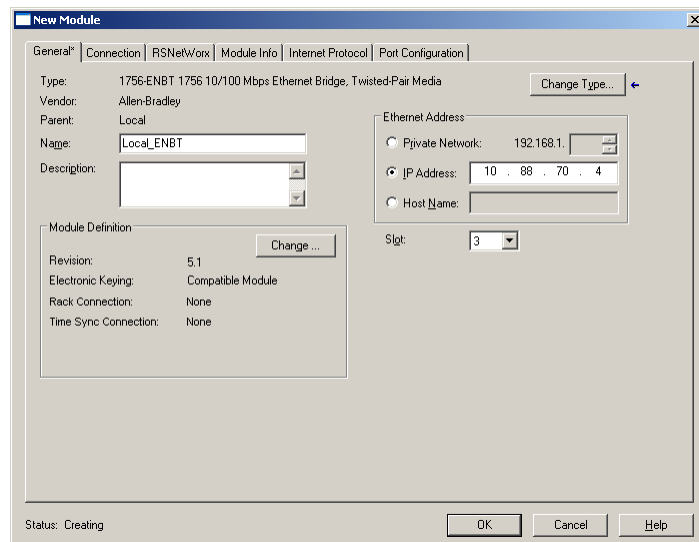 New Module
General* Connection RSNetWorx Module Info Internet Protocol Port Configuration
Type: 1756-ENBT 1756 10/100 Mbps Ethernet Bridge, Twisted-Pair Media
Change Type...
Vendor: Allen-Bradley
Parent: Local
Name: Local_ENBT
Description:
Ethernet Address
Private Network: 192.168.1.
IP Address: 10 . 88 . 70 . 4
Host Name:
Slot: 3
Module Definition
Change ...
Revision: 5.1
Electronic Keying: Compatible Module
Rack Connection: None
Time Sync Connection: None
Status: Creating
OK Cancel Help